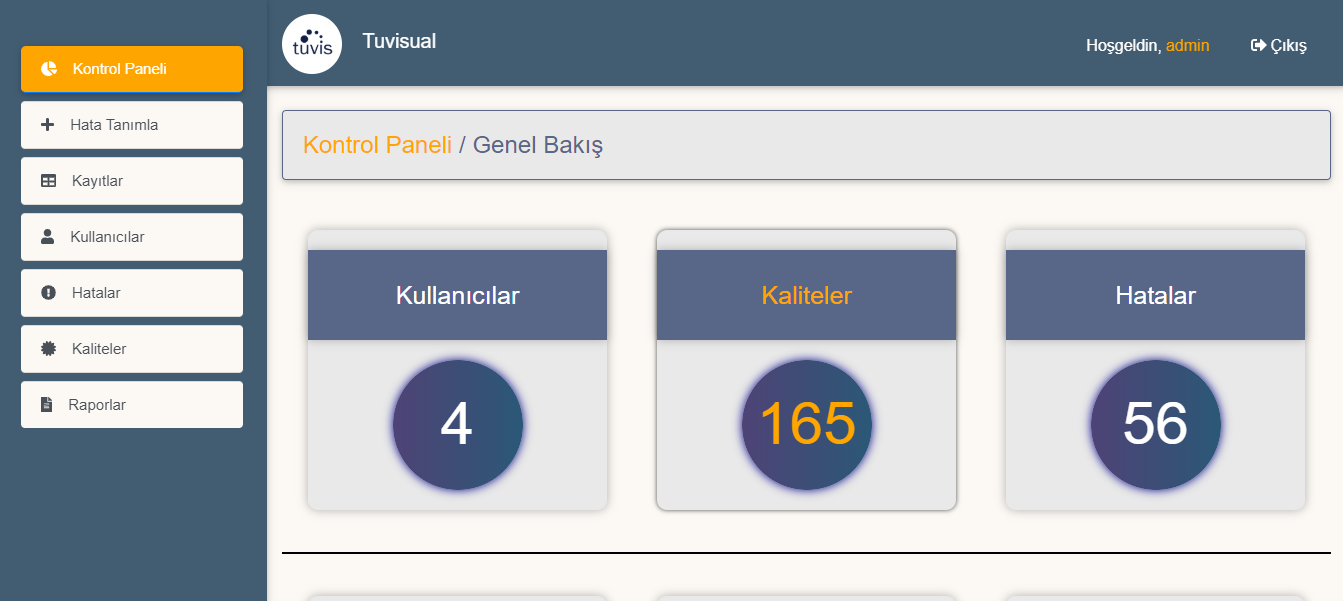 tuvis
Tuvisual
Hoşgeldin, admin
Çıkış
Kontrol Paneli
Hata Tanımla
Kayıtlar
Kullanıcılar
Hatalar
Kaliteler
Raporlar
Kontrol Paneli / Genel Bakış
Kullanıcılar
4
Kaliteler
165
Hatalar
56